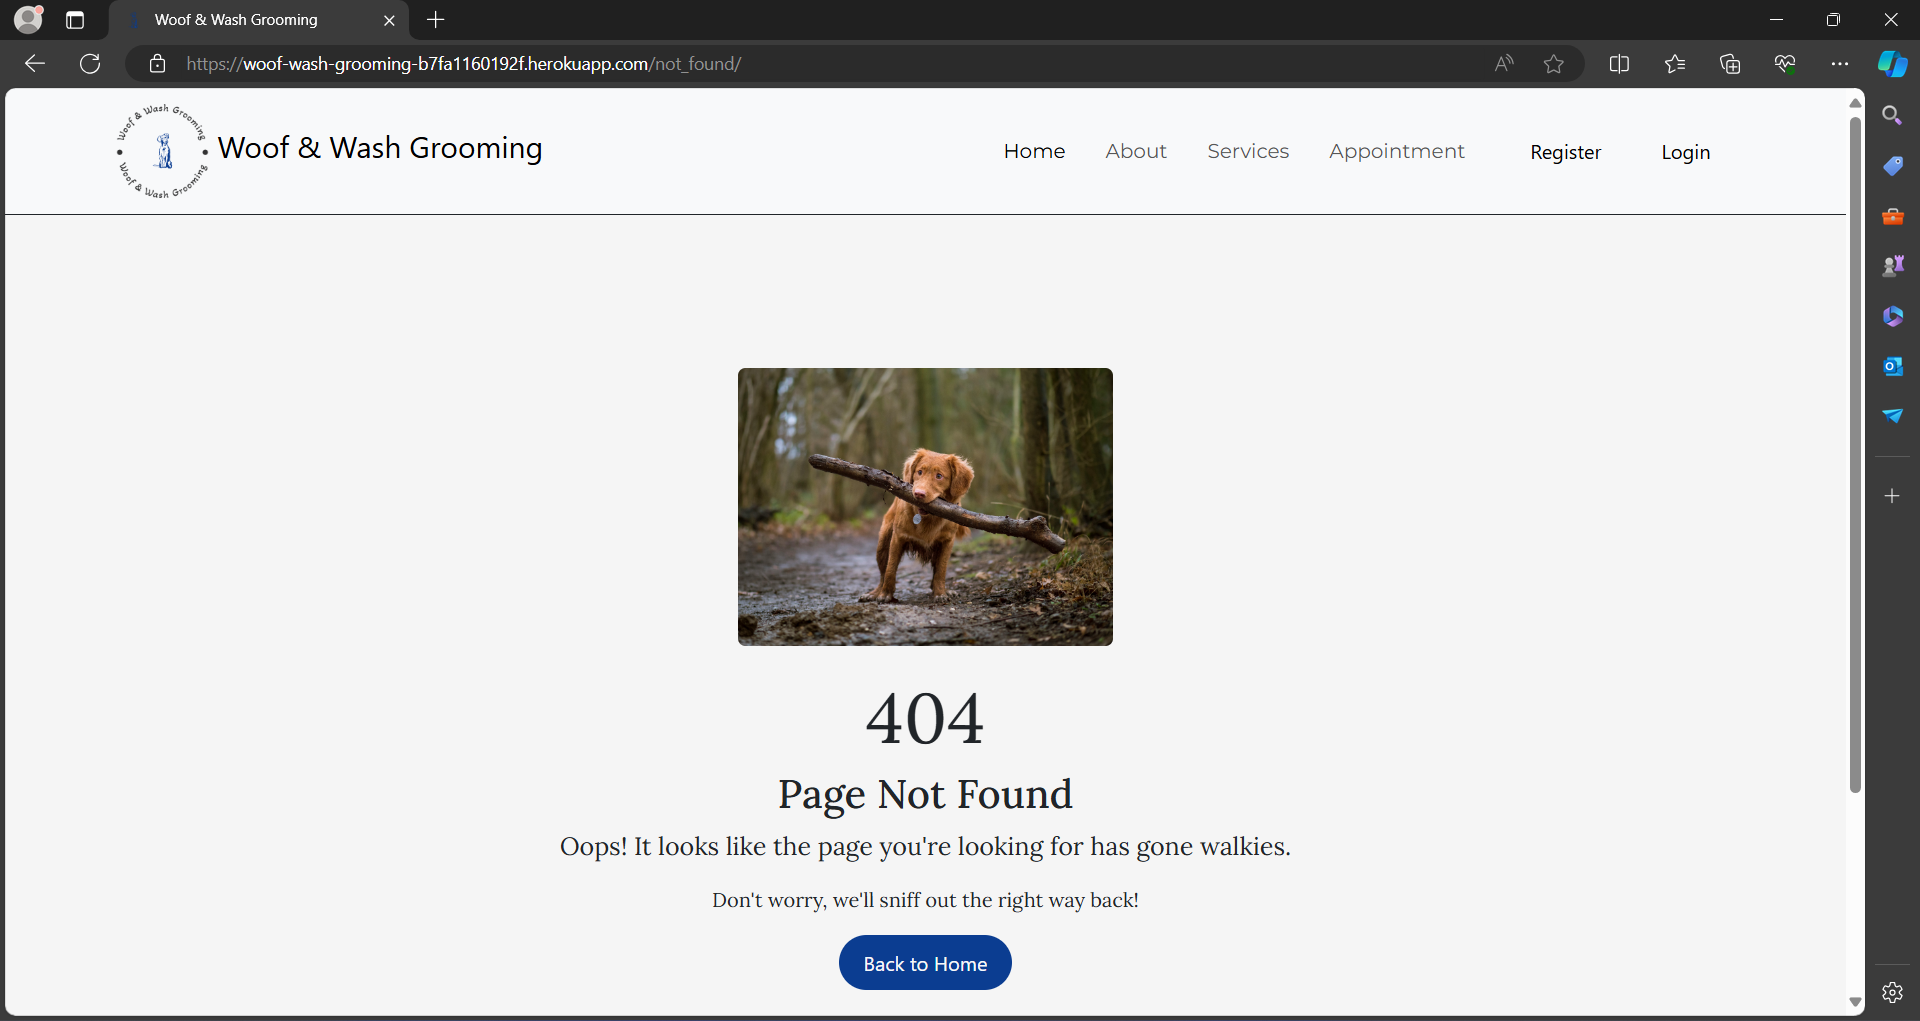 Woof & Wash Grooming
https://woof-wash-grooming-b7fa1160192f.herokuapp.com/not_found/
Woof & Wash Grooming
Woof & Wash Grooming
Woof & Wash Grooming
Home About Services Appointment Register Login
404
Page Not Found
Oops! It looks like the page you're looking for has gone walkies.
Don't worry, we'll sniff out the right way back!
Back to Home